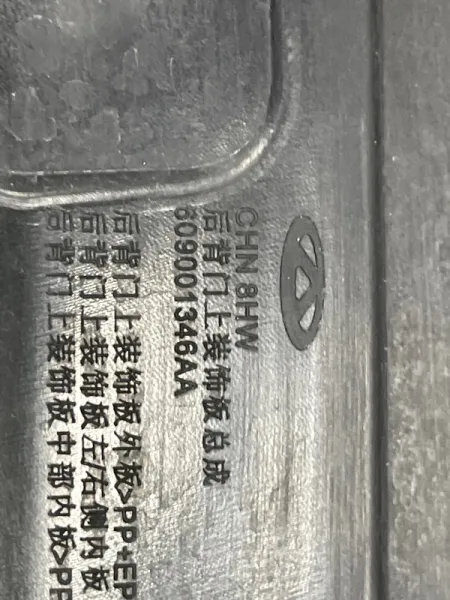 CHN 8HW
后背门上装饰板总成
609001346AA
后背门上装饰板外板>PP+EP
后背门上装饰板左/右侧内板
后背门上装饰板中部内板>PP